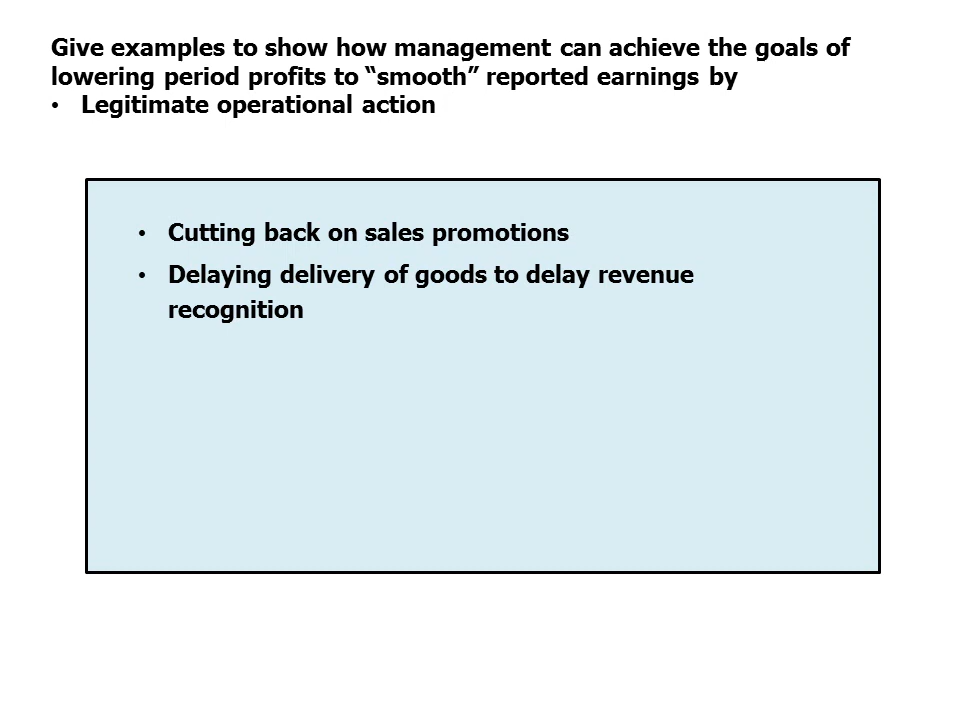 Give examples to show how management can achieve the goals of
lowering period profits to “smooth” reported earnings by
• Legitimate operational action
• Cutting back on sales promotions
• Delaying delivery of goods to delay revenue
recognition